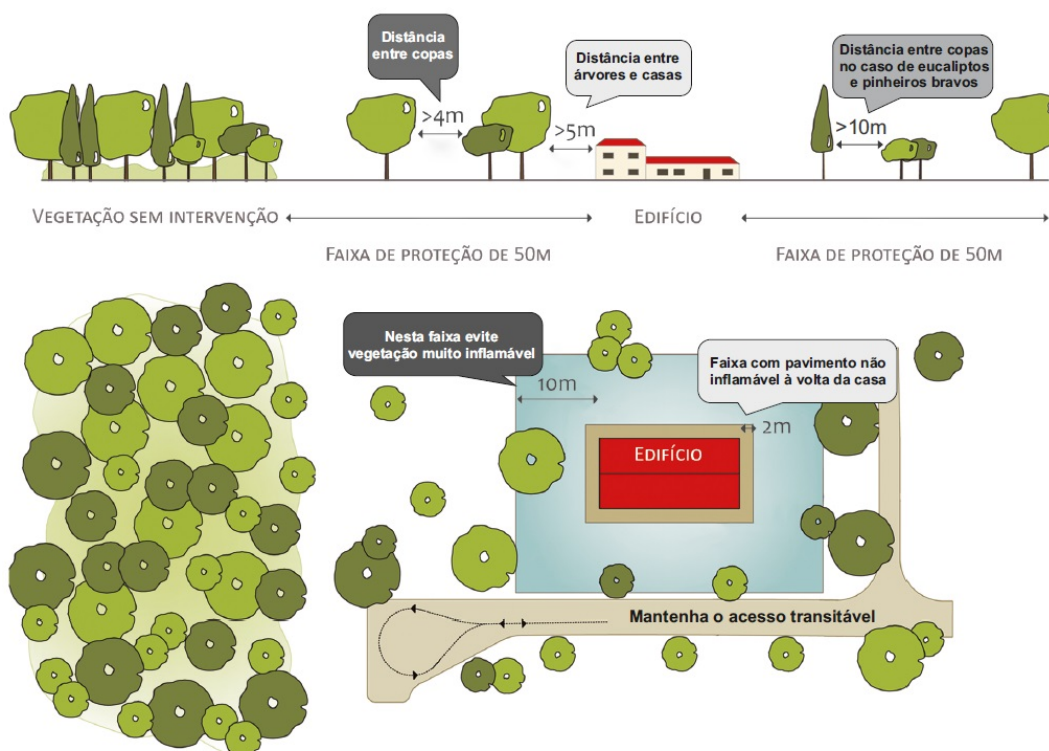 Distância
entre copas
Distância entre
árvores e casas
Distância entre copas
no caso de eucaliptos
e pinheiros bravos
>4m
>5m
>10m
VEGETAÇÃO SEM INTERVENÇÃO
EDIFÍCIO
FAIXA DE PROTEÇÃO DE 50M
FAIXA DE PROTEÇÃO DE 50M
Nesta faixa evite
vegetação muito inflamável
Faixa com pavimento não
inflamável à volta da casa
10m
2m
EDIFÍCIO
Mantenha o acesso transitável